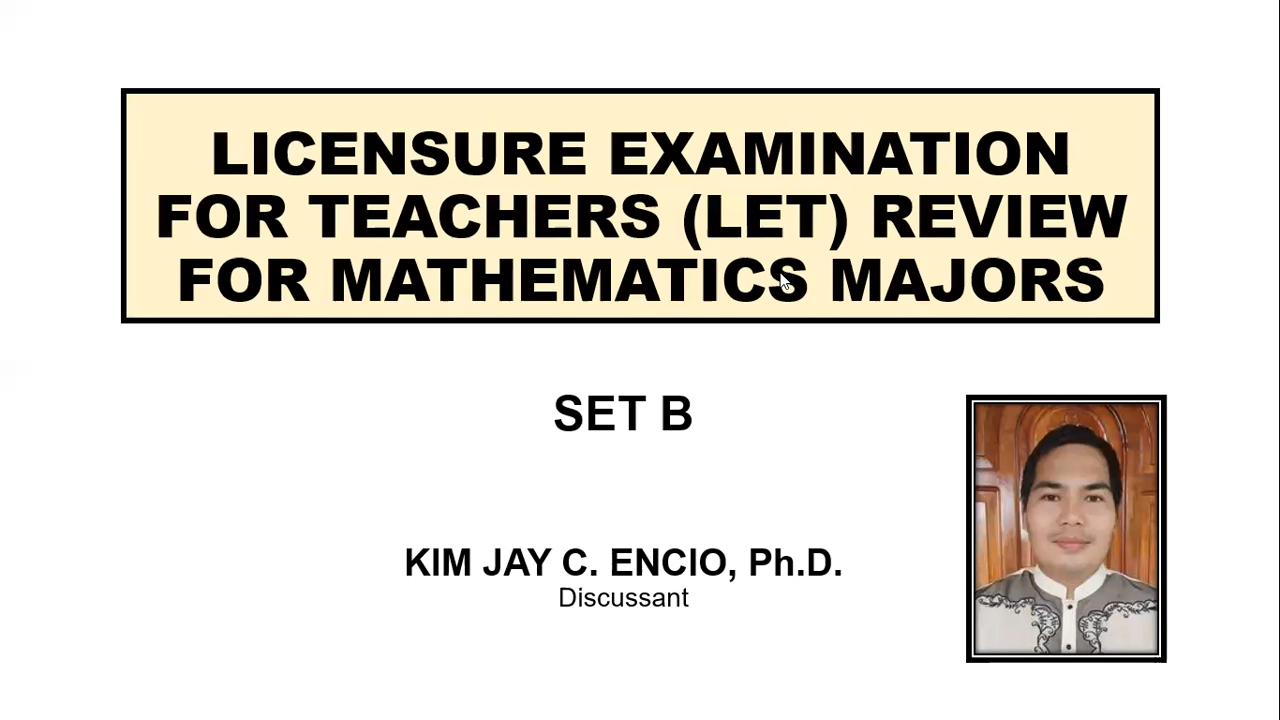 LICENSURE EXAMINATION
FOR TEACHERS (LET) REVIEW
FOR MATHEMATICS MAJORS
SET B
KIM JAY C. ENCIO, Ph.D.
Discussant